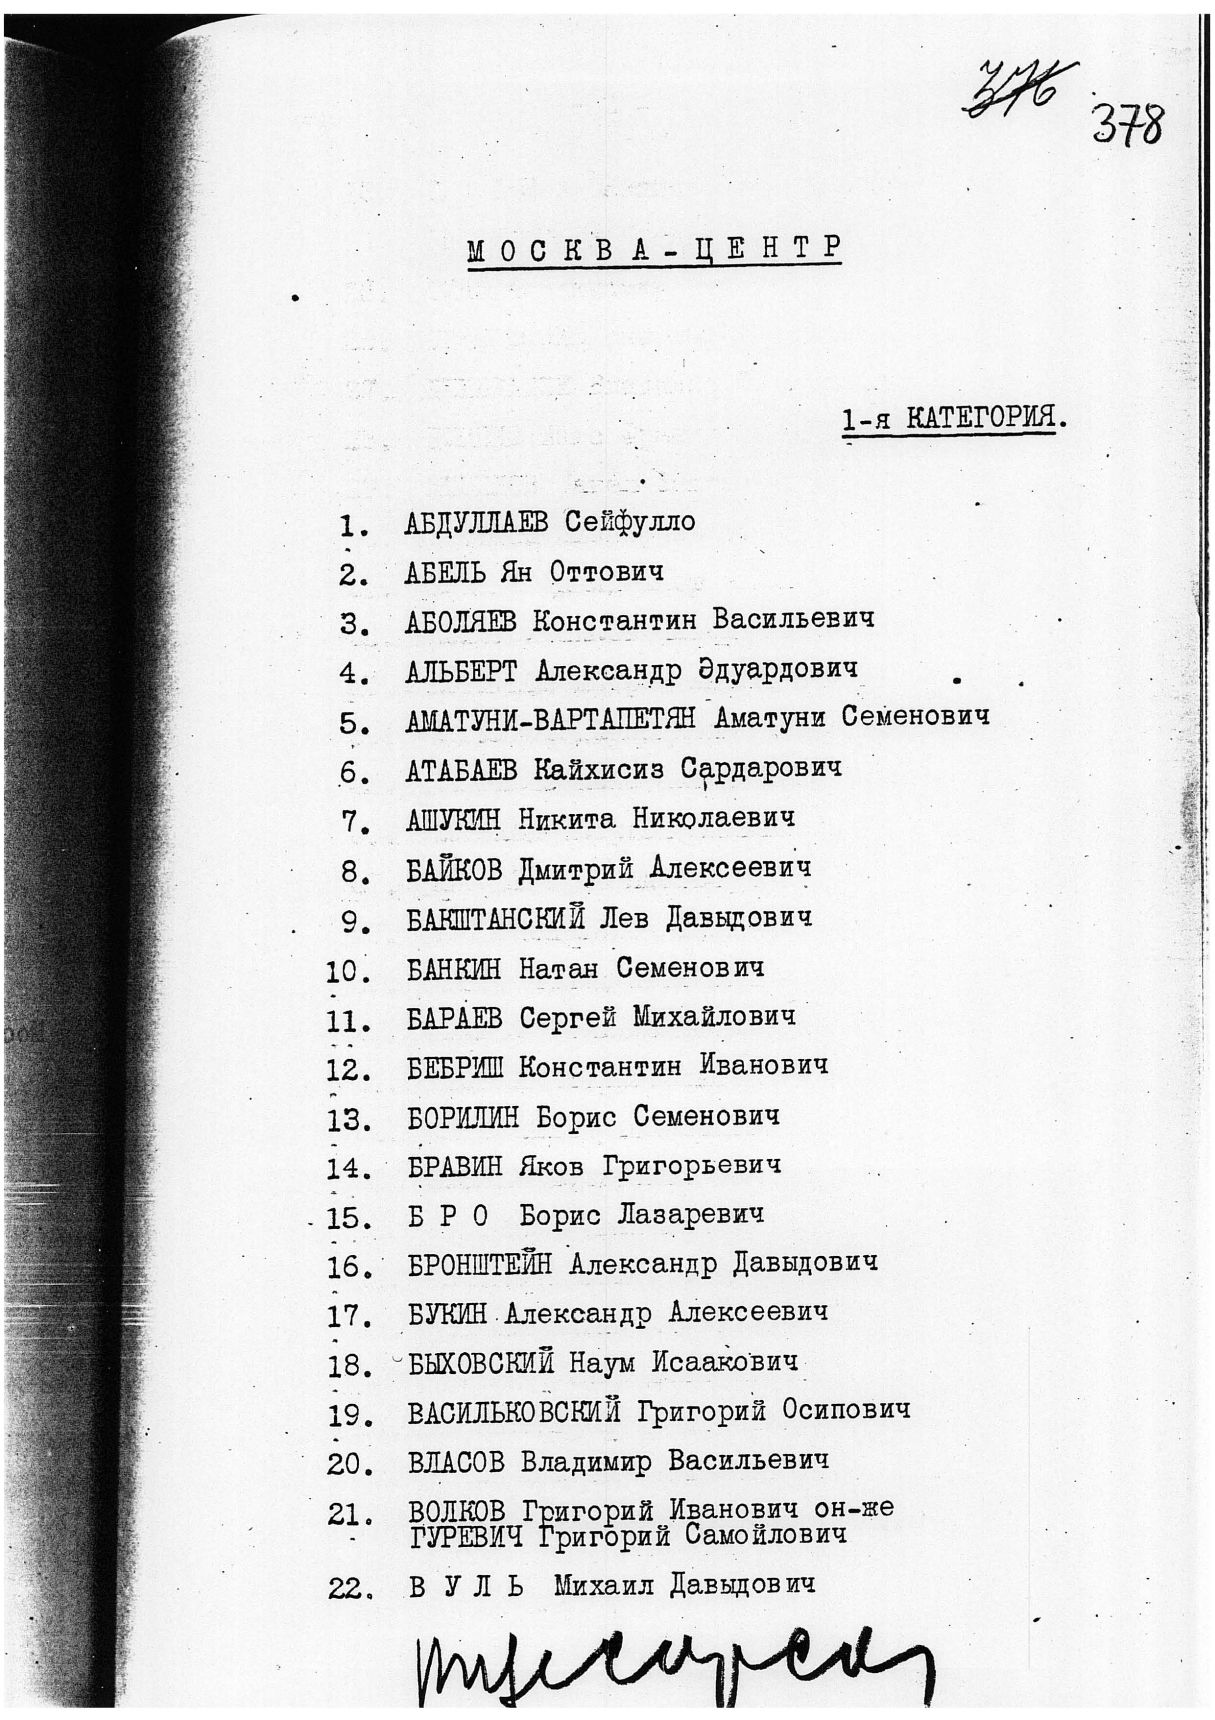 376
378
МОСКВА-ЦЕНТР
1-я КАТЕГОРИЯ.
1. АБДУЛЛАЕВ Сейфулло
2. АБЕЛЬ Ян Оттович
3. АБОЛЯЕВ Константин Васильевич
4. АЛЬБЕРТ Александр Эдуардович
5. АМАТУНИ-ВАРТАПЕТЯН Аматуни Семенович
6. АТАБАЕВ Кайхисиз Сардарович
7. АШУКИН Никита Николаевич
8. БАЙКОВ Дмитрий Алексеевич
9. БАКШТАНСКИЙ Лев Давыдович
10. БАНКИН Натан Семенович
11. БАРАЕВ Сергей Михайлович
12. БЕБРИШ Константин Иванович
13. БОРИЛИН Борис Семенович
14. БРАВИН Яков Григорьевич
15. Б Р О Борис Лазаревич
16. БРОНШТЕЙН Александр Давыдович
17. БУКИН Александр Алексеевич
18. БЫХОВСКИЙ Наум Исаакович
19. ВАСИЛЬКОВСКИЙ Григорий Осипович
20. ВЛАСОВ Владимир Васильевич
21. ВОЛКОВ Григорий Иванович он-же
ГУРЕВИЧ Григорий Самойлович
22. В У Л Ь Михаил Давыдович